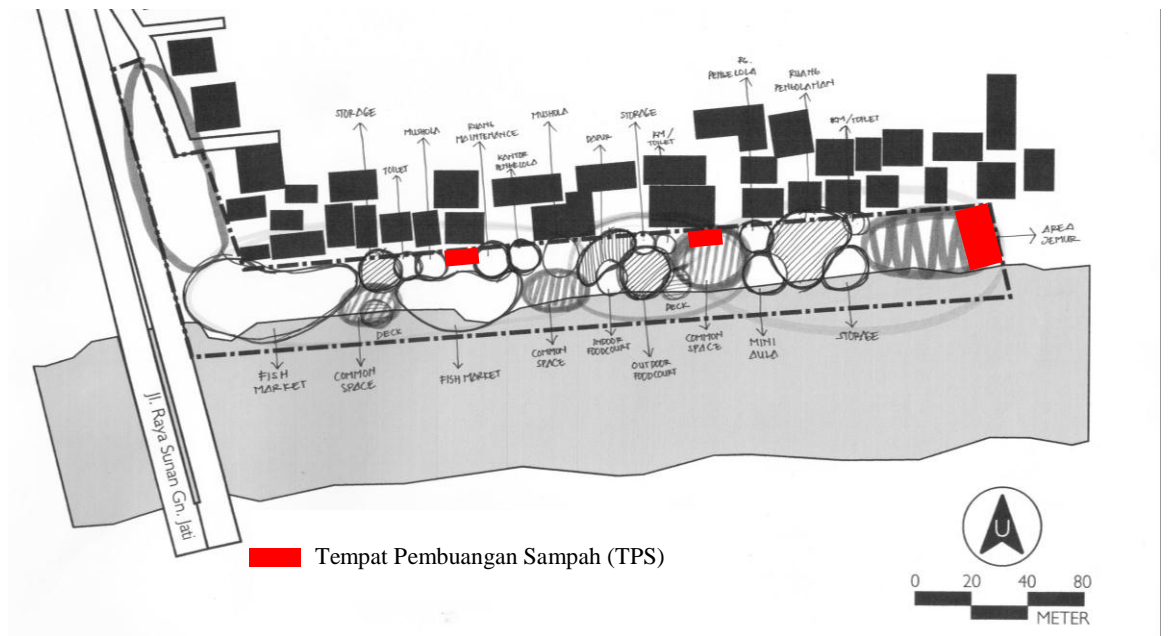 RG.
PENGELOLA
RUANG
PENGOLAHAN
STORAGE
MUSHOLA
RUANG
MAINTENANCE
MUSHOLA
STORAGE
KM/
TOILET
KM/TOILET
TOILET
KANTOR
PENGELOLA
DAPUR
AREA
JEMUR
DECK
DECK
FISH
MARKET
COMMON
SPACE
FISH MARKET
COMMON
SPACE
INDOOR
FOODCOURT
OUTDOOR
FOODCOURT
COMMON
SPACE
MINI
AULA
STORAGE
Jl. Raya Sunan Gn. Jati
Tempat Pembuangan Sampah (TPS)
U
0 20 40 80
METER